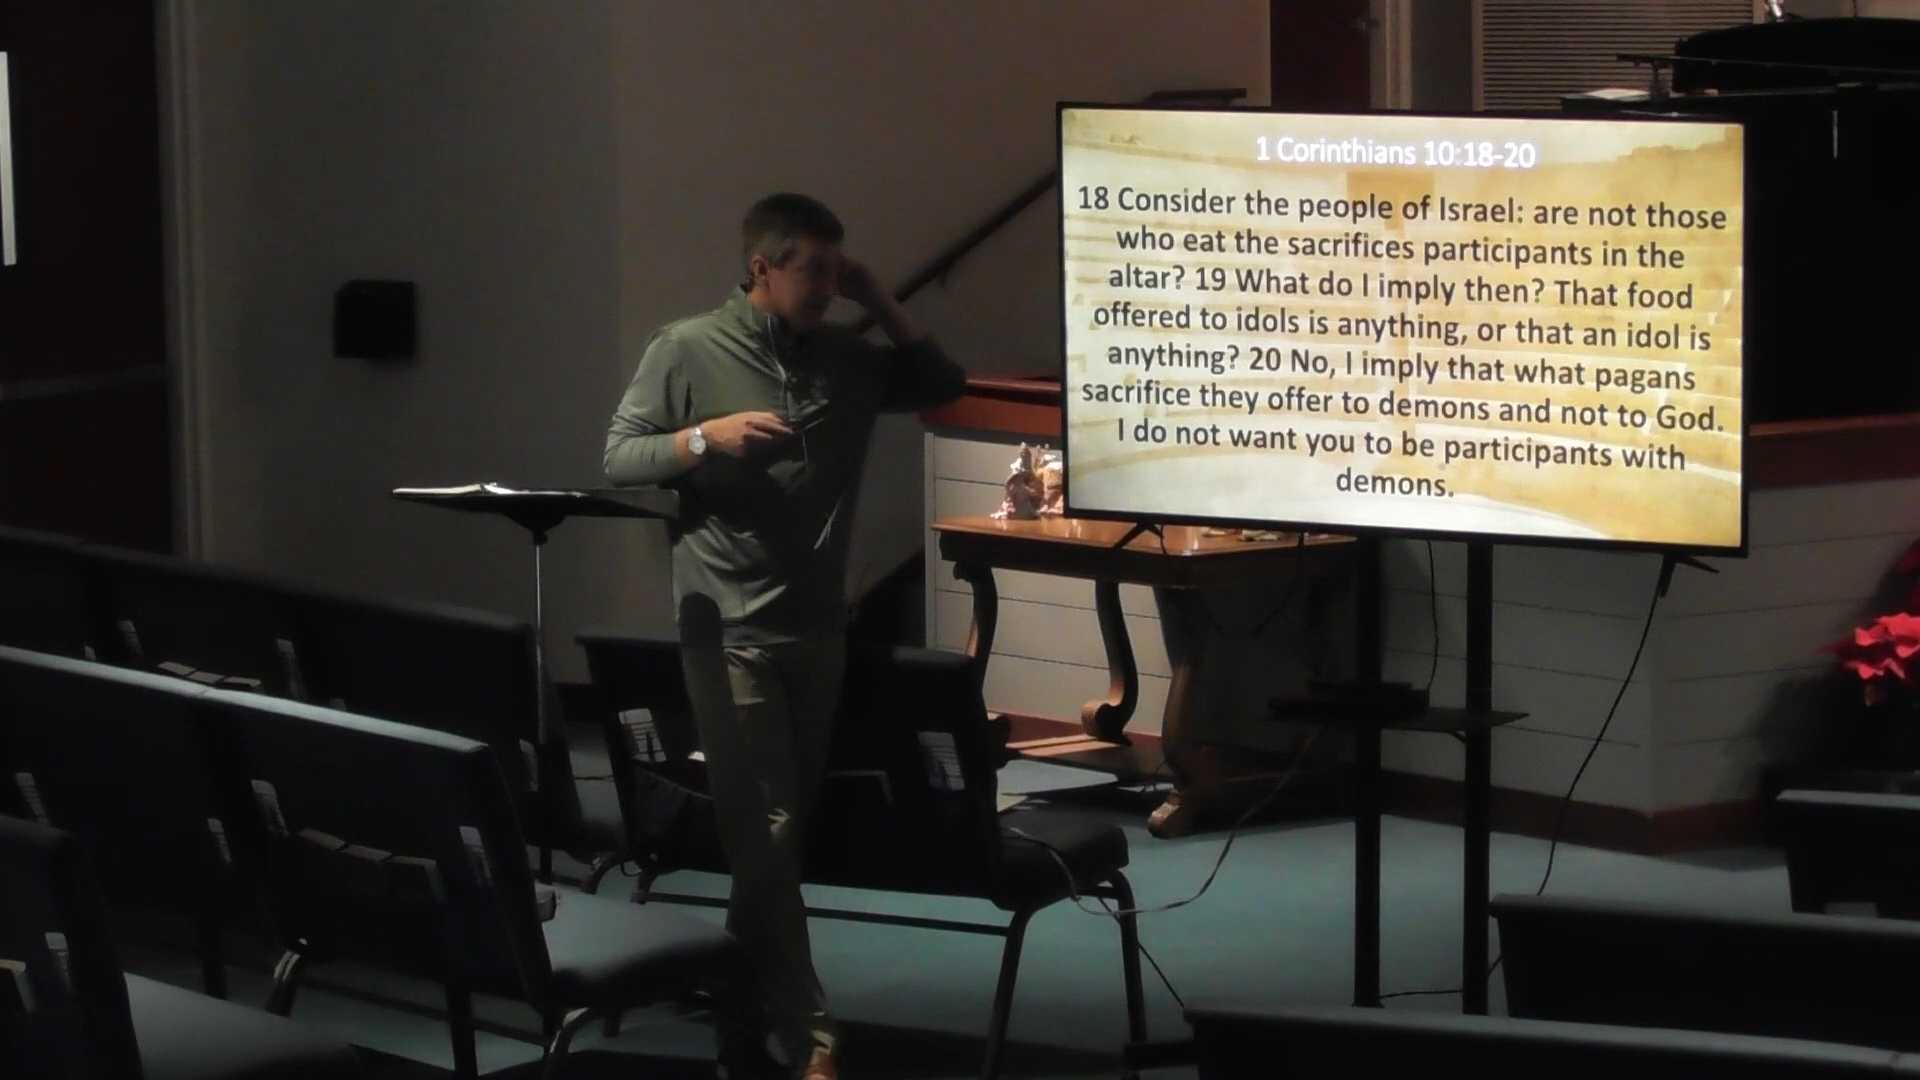 1 Corinthians 10:18-20
18 Consider the people of Israel: are not those
who eat the sacrifices participants in the
altar? 19 What do I imply then? That food
offered to idols is anything, or that an idol is
anything? 20 No, I imply that what pagans
sacrifice they offer to demons and not to God.
I do not want you to be participants with
demons.